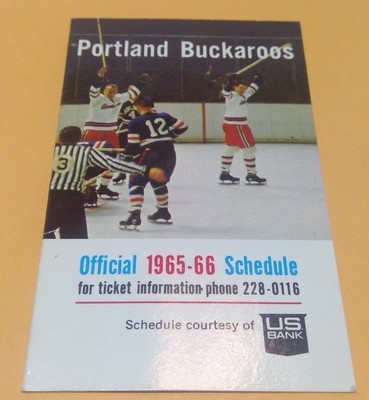 Portland Buckaroos
12
3
Official 1965-66 Schedule
for ticket information-phone 228-0116
Schedule courtesy of US BANK